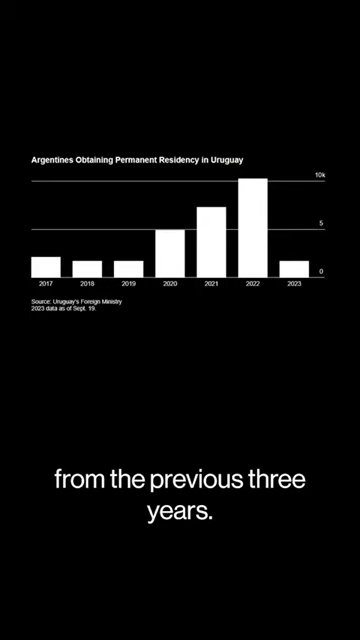 Argentines Obtaining Permanent Residency in Uruguay
10k
5
0
2017 2018 2019 2020 2021 2022 2023
Source: Uruguay's Foreign Ministry
2023 data as of Sept. 19.
from the previous three
years.